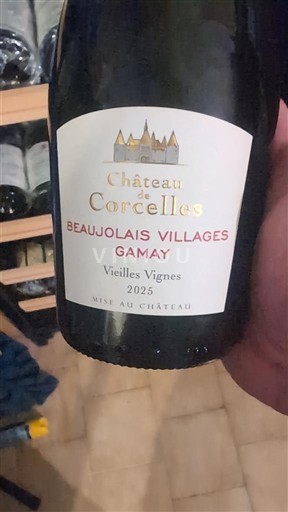 Château
de
Corcelles
BEAUJOLAIS VILLAGES
GAMAY
Vieilles Vignes
2025
MISE AU CHÂTEAU